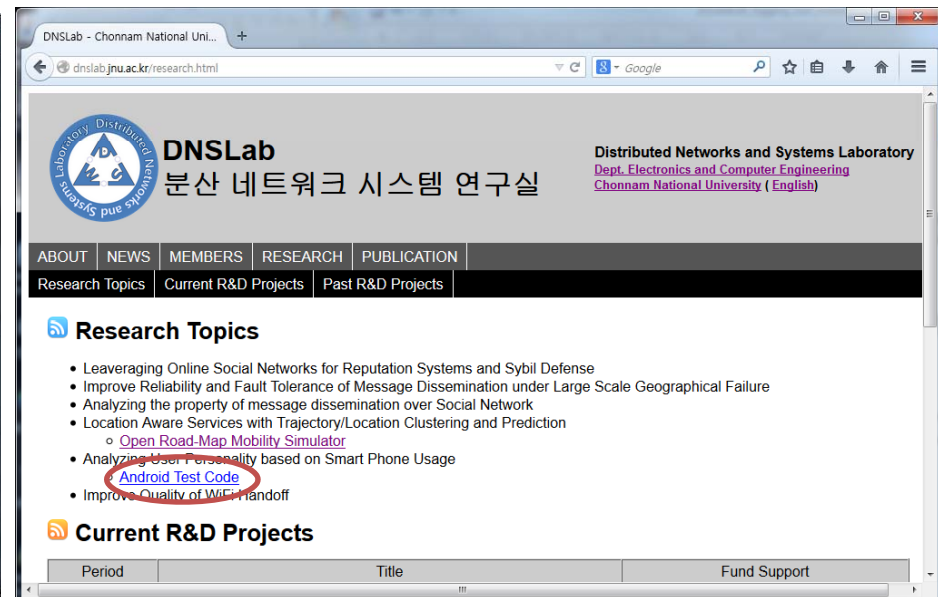 DNSLab - Chonnam National Uni...
dnslab.jnu.ac.kr/research.html
Google
Laboratory Distributed Networks and Systems
DNSLab
분산 네트워크 시스템 연구실
Distributed Networks and Systems Laboratory
Dept. Electronics and Computer Engineering
Chonnam National University ( English)
ABOUT NEWS MEMBERS RESEARCH PUBLICATION
Research Topics Current R&D Projects Past R&D Projects
Research Topics
Leaveraging Online Social Networks for Reputation Systems and Sybil Defense
Improve Reliability and Fault Tolerance of Message Dissemination under Large Scale Geographical Failure
Analyzing the property of message dissemination over Social Network
Location Aware Services with Trajectory/Location Clustering and Prediction
Open Road-Map Mobility Simulator
Analyzing User Personality based on Smart Phone Usage
Android Test Code
Improve Quality of WiFi Handoff
Current R&D Projects
Period Title Fund Support